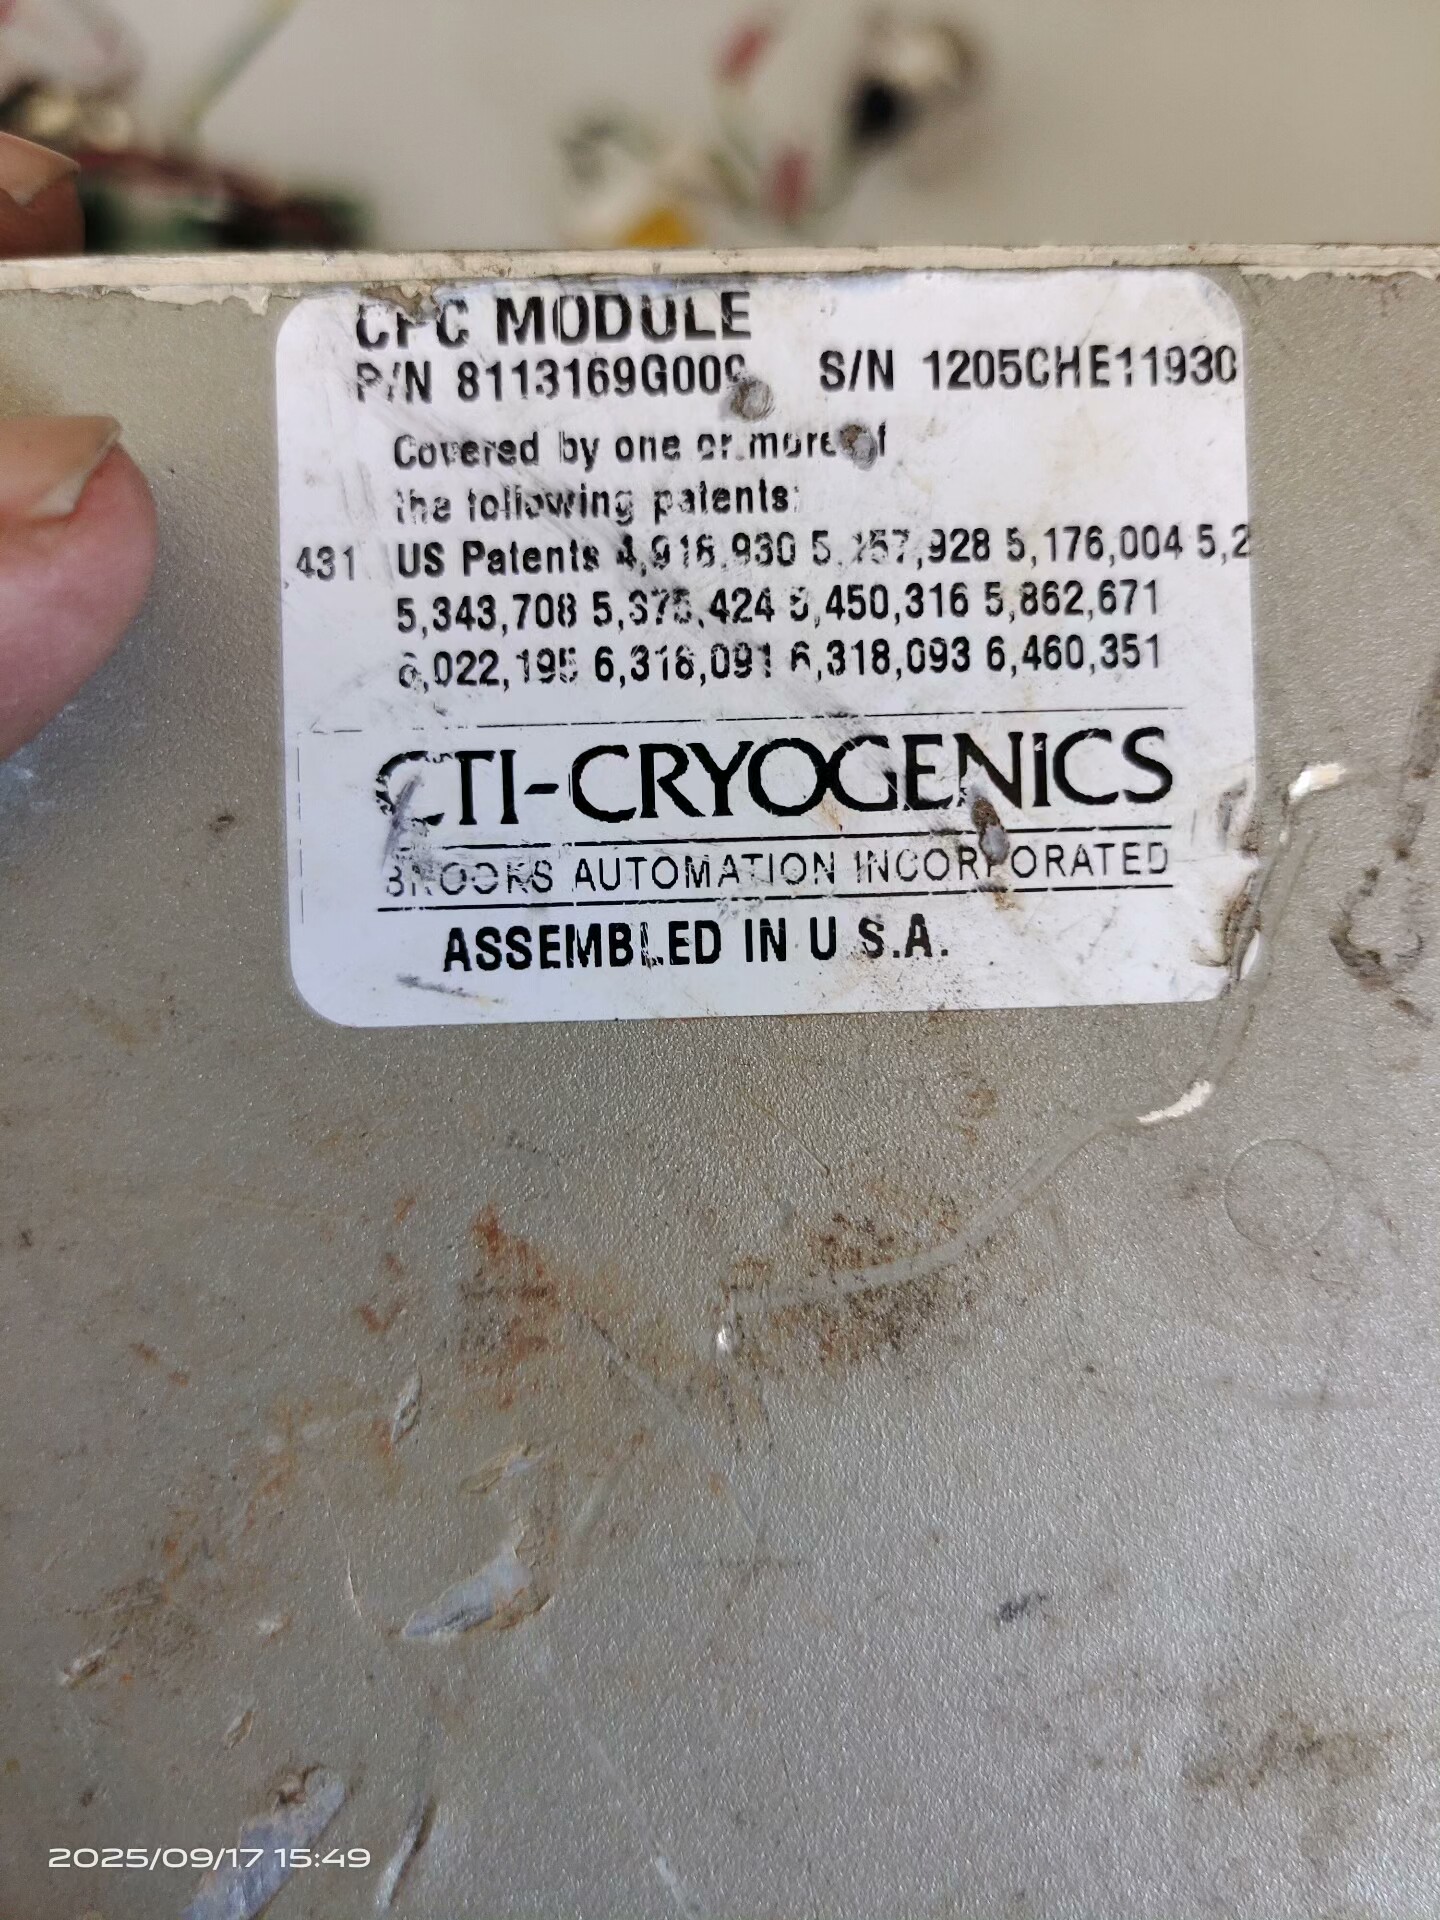 CPC MODULE
P/N 8113169G009 S/N 1205CHE11930
Covered by one or more of
the following patents:
,431 US Patents 4,918,930 5,157,928 5,176,004 5,2
5,343,708 5,375,424 5,450,316 5,862,671
6,022,195 6,318,091 6,318,093 6,460,351
CTI-CRYOGENICS
BROOKS AUTOMATION INCORPORATED
ASSEMBLED IN U.S.A.
2025/09/17 15:49